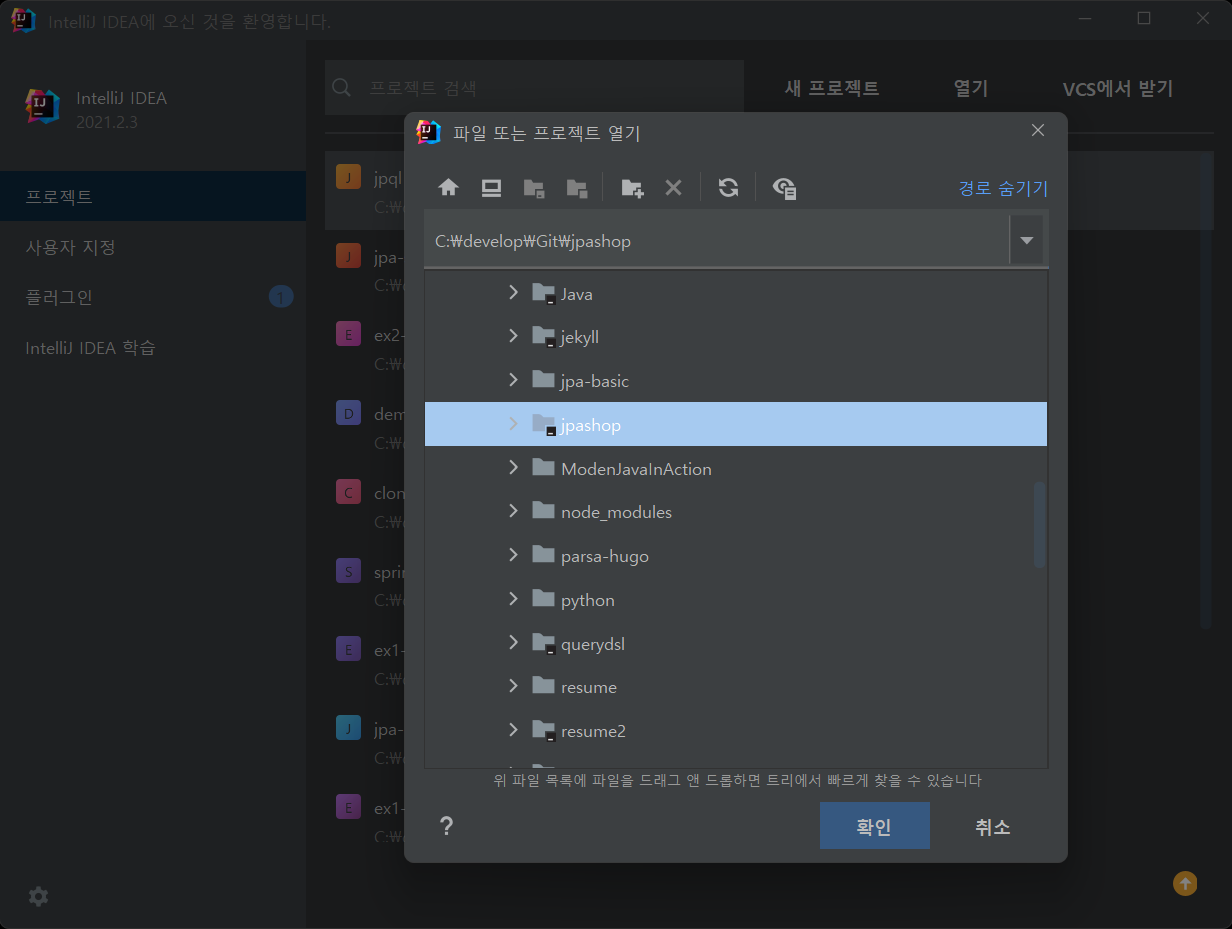 IntelliJ IDEA에 오신 것을 환영합니다.
IntelliJ IDEA
2021.2.3
프로젝트
사용자 지정
플러그인
1
IntelliJ IDEA 학습
프로젝트 검색
새 프로젝트
열기
VCS에서 받기
J
jpql
C:₩
J
jpa-
C:₩
E
ex2-
C:₩
D
dem
C:₩
C
clon
C:₩
S
sprin
C:₩
E
ex1-
C:₩
J
jpa-
C:₩
E
ex1-
C:₩
파일 또는 프로젝트 열기
경로 숨기기
C:₩develop₩Git₩jpashop
Java
jekyll
jpa-basic
jpashop
ModenJavaInAction
node_modules
parsa-hugo
python
querydsl
resume
resume2
위 파일 목록에 파일을 드래그 앤 드롭하면 트리에서 빠르게 찾을 수 있습니다
?
확인
취소